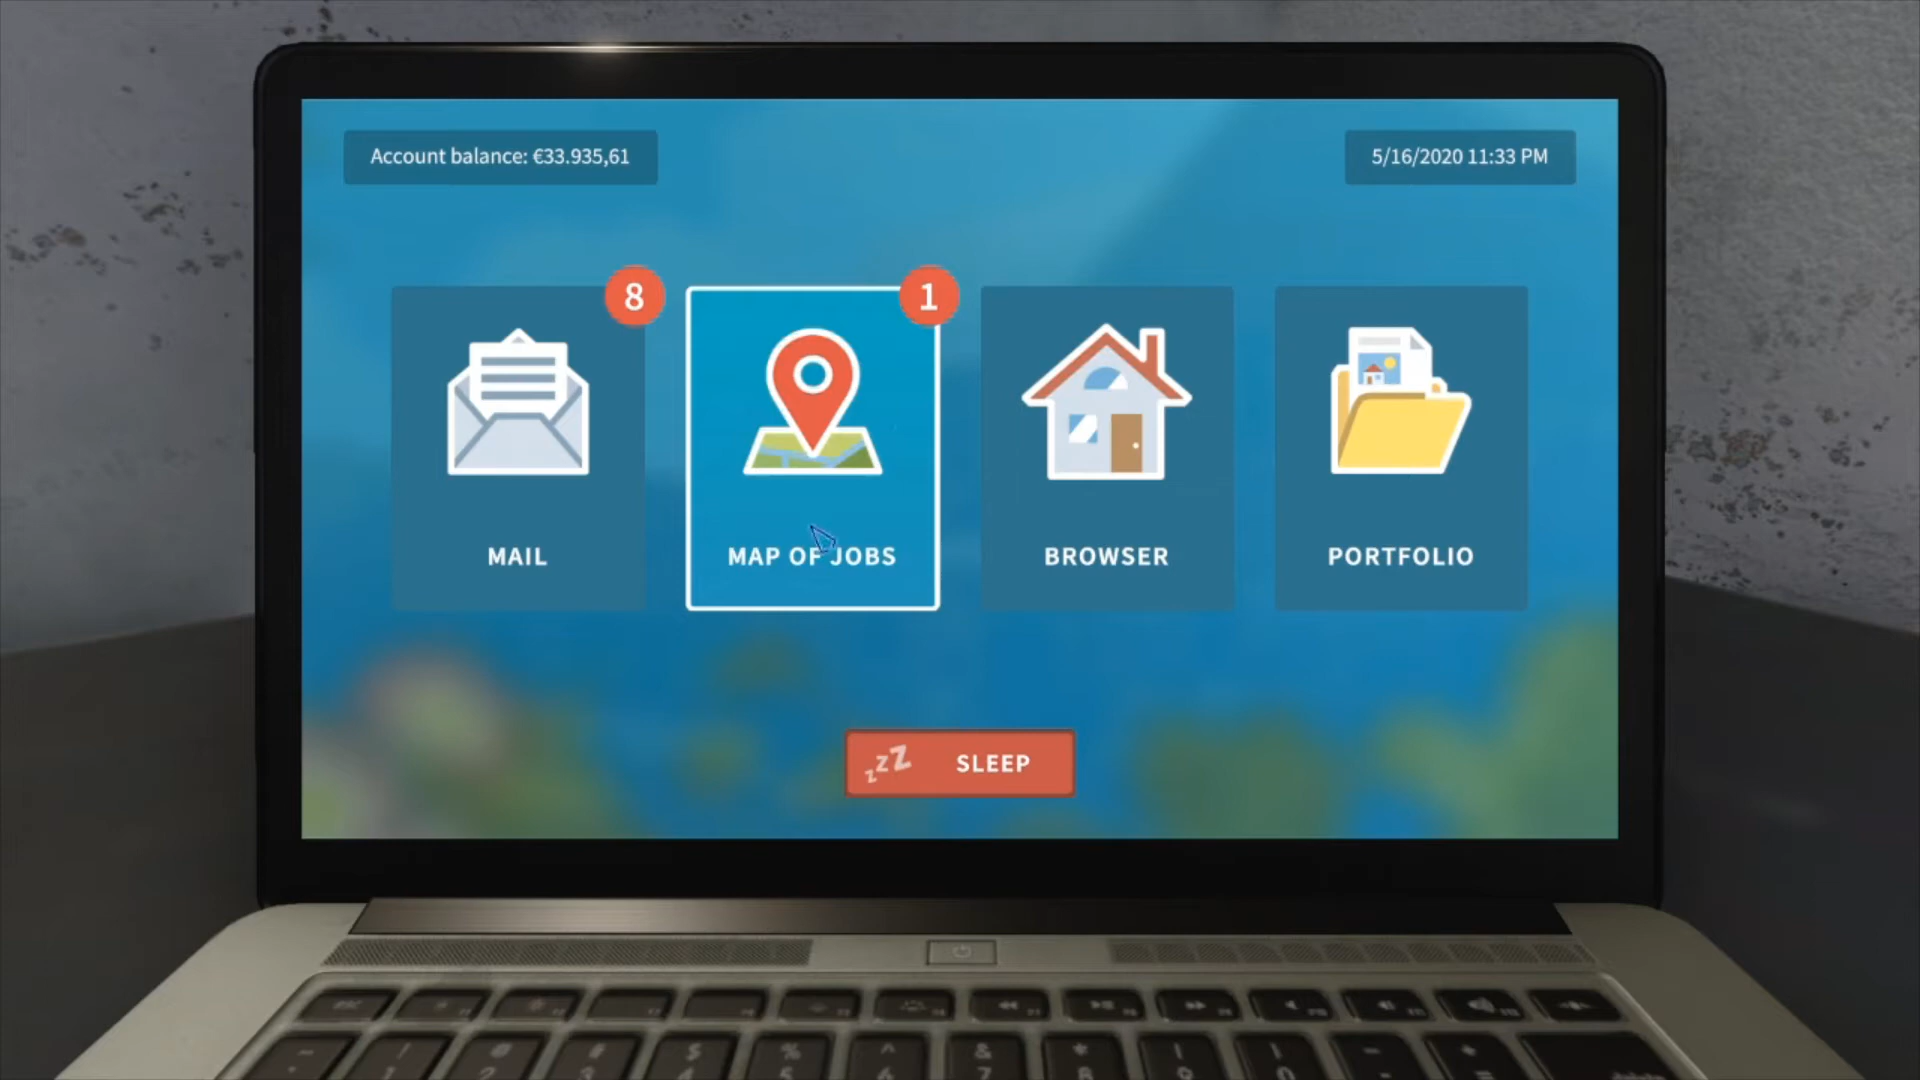 Account balance: €33.935,61
5/16/2020 11:33 PM
8
1
MAIL
MAP OF JOBS
BROWSER
PORTFOLIO
zzZ
SLEEP